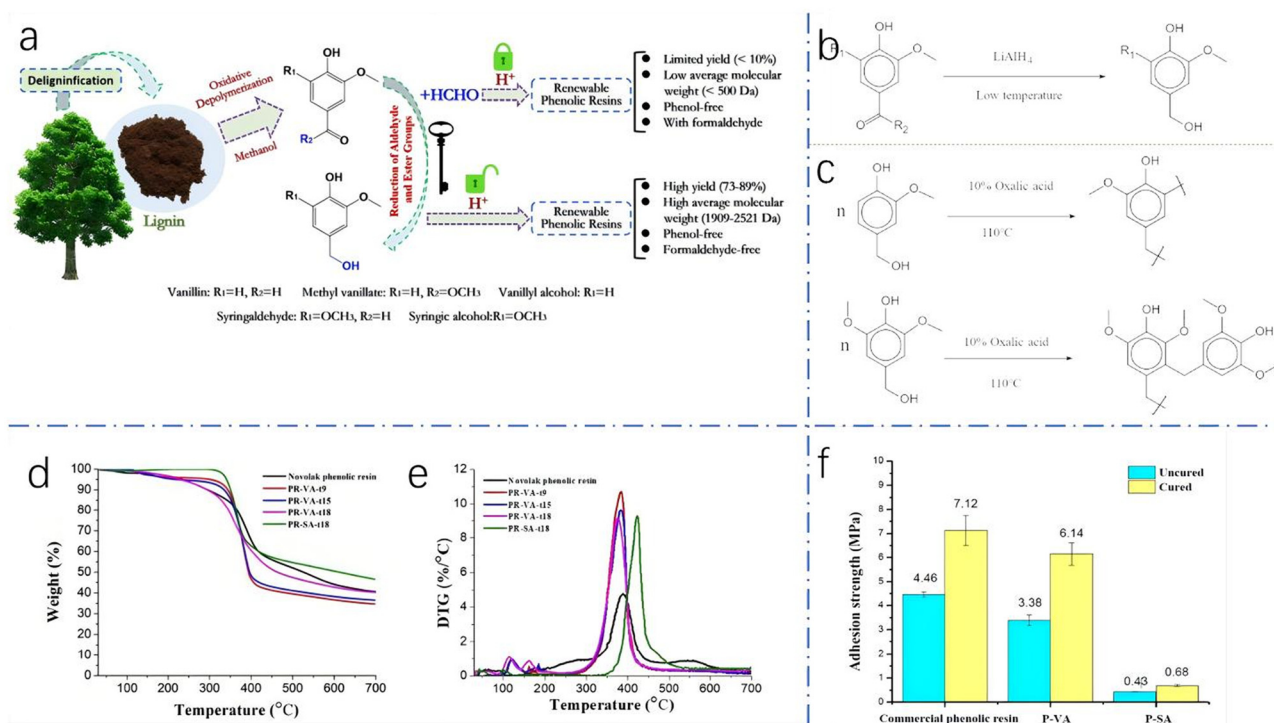 a
Deligninfication
Lignin
Oxidative
Depolymerization
Methanol
OH
R1
O
R2
O
Reduction of Aldehyde
and Ester Groups
OH
R1
O
OH
+HCHO
H+
Renewable
Phenolic Resins
Limited yield (< 10%)
Low average molecular
weight (< 500 Da)
Phenol-free
With formaldehyde
H+
Renewable
Phenolic Resins
High yield (73-89%)
High average molecular
weight (1909-2521 Da)
Phenol-free
Formaldehyde-free
Vanillin: R1=H, R2=H Methyl vanillate: R1=H, R2=OCH3 Vanillyl alcohol: R1=H
Syringaldehyde: R1=OCH3, R2=H Syringic alcohol:R1=OCH3
b
OH
R1
O
O
R2
LiAlH4
Low temperature
OH
R1
O
HO
c
n
OH
O
OH
10% Oxalic acid
110°C
OH
O
n
OH
O
O
OH
10% Oxalic acid
110°C
OH
O
O
O
OH
O
d
Weight (%)
100
90
80
70
60
50
40
30
20
10
0
Novolak phenolic resin
PR-VA-t9
PR-VA-t15
PR-VA-t18
PR-SA-t18
100 200 300 400 500 600 700
Temperature (°C)
e
DTG (%/°C)
12
10
8
6
4
2
0
Novolak phenolic resin
PR-VA-t9
PR-VA-t15
PR-VA-t18
PR-SA-t18
100 200 300 400 500 600 700
Temperature (°C)
f
Adhesion strength (MPa)
10
9
8
7
6
5
4
3
2
1
0
Uncured
Cured
4.46
7.12
3.38
6.14
0.43
0.68
Commercial phenolic resin P-VA P-SA